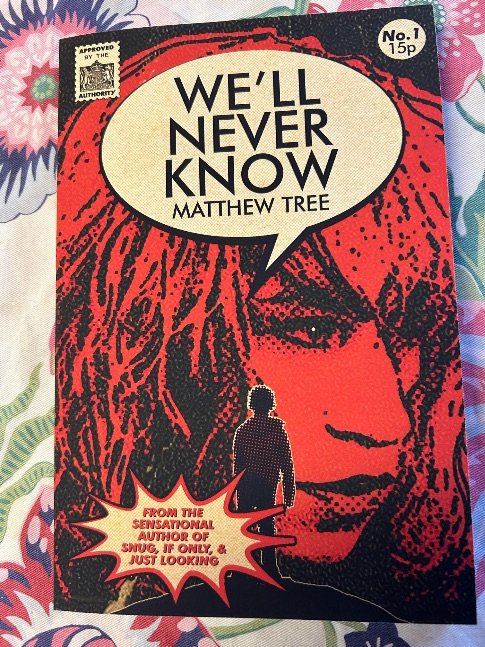 APPROVED
BY THE
AUTHORITY
No.1
15p
WE'LL
NEVER
KNOW
MATTHEW TREE
FROM THE
SENSATIONAL
AUTHOR OF
SNUG, IF ONLY, &
JUST LOOKING